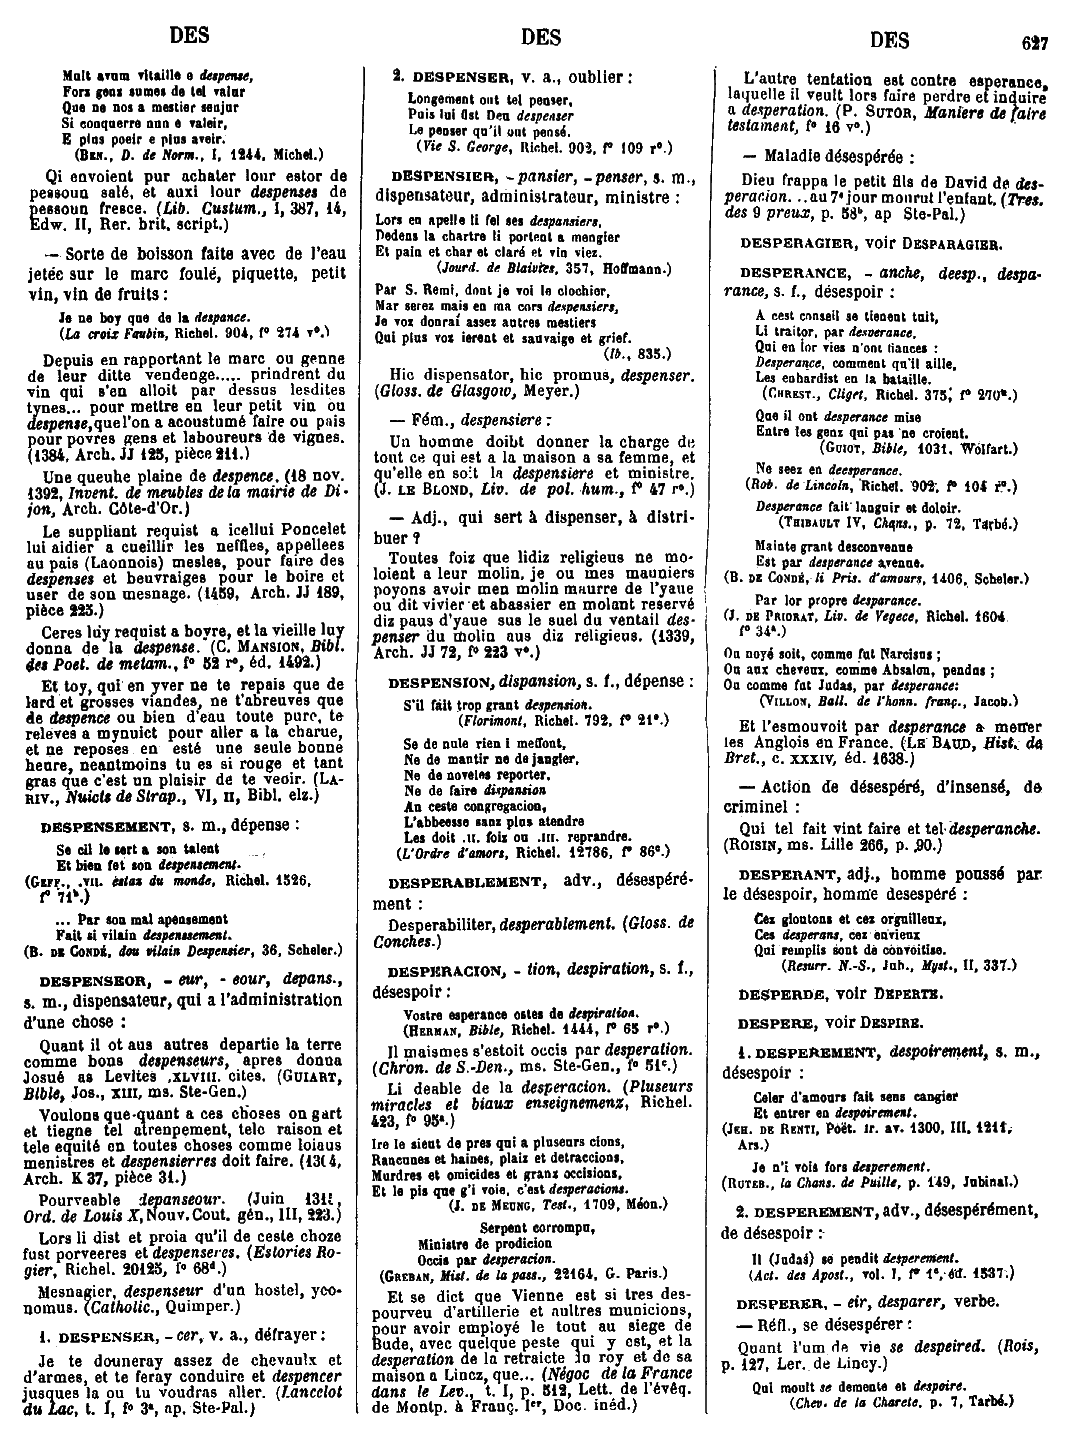 DES
DES
DES
627
Mult avum vitaille e despense,
Fors gens sumes de tel valur
Que ne nos a mestier senjur
Si conquerre nun e valeir,
E plus poeir e plus aveir.
(BEN., D. de Norm., I, 1244, Michel.)
Qi envoient pur achater lour estor de
pessoun salé, et auxi lour despenses de
pessoun fresce. (Lib. Custum., I, 387, 14,
Edw. II, Rer. brit. script.)
— Sorte de boisson faite avec de l'eau
jetée sur le marc foulé, piquette, petit
vin, vin de fruits :
Je ne boy que de la despance.
(La croix Faubin, Richel. 904, f° 274 v°.)
Depuis en rapportant le marc ou genne
de leur ditte vendenge..... prindrent du
vin qui s'en alloit par dessus lesdites
tynes... pour mettre en leur petit vin ou
despense, quel'on a acoustumé faire ou païs
pour povres gens et laboureurs de vignes.
(1384, Arch. JJ 125, pièce 211.)
Une queuhe plaine de despence. (18 nov.
1392, Invent. de meubles de la mairie de Di-
jon, Arch. Côte-d'Or.)
Le suppliant requist a icellui Poncelet
lui aidier a cueillir les neffles, appellees
au païs (Laonnois) mesles, pour faire des
despenses et beuvraiges pour le boire et
user de son mesnage. (1459, Arch. JJ 189,
pièce 223.)
Ceres luy requist a boyre, et la vieille luy
donna de la despense. (C. MANSION, Bibl.
des Poet. de metam., f° 52 r°, éd. 1492.)
Et toy, qui en yver ne te repais que de
lard et grosses viandes, ne t'abreuves que
de despence ou bien d'eau toute pure, te
releves a mynuict pour aller a la charue,
et ne reposes en esté une seule bonne
heure, neantmoins tu es si rouge et tant
gras que c'est un plaisir de te veoir. (LA-
RIV., Nuicts de Strap., VI, II, Bibl. elz.)
DESPENSEMENT, s. m., dépense :
Se cil le sert a son talent
Et bien fet son despensement.
(GEFF., .VII. estas du monde, Richel. 1526,
f° 71b.)
... Par son mal apensement
Fait si vilain despenssement.
(B. DE CONDÉ, dou vilain Despensier, 36, Scheler.)
DESPENSEOR, - eur, - eour, depans.,
s. m., dispensateur, qui a l'administration
d'une chose :
Quant il ot aus autres departie la terre
comme bons despenseurs, apres donna
Josué as Levites .XLVIII. cites. (GUIART,
Bible, Jos., XIII, ms. Ste-Gen.)
Voulons que quant a ces choses on gart
et tiegne tel atrempement, tele raison et
tele equité en toutes choses comme loiaus
menistres et despensierres doit faire. (1314,
Arch. K 37, pièce 31.)
Pourveable depanseour. (Juin 1315,
Ord. de Louis X, Nouv. Cout. gén., III, 223.)
Lors li dist et proia qu'il de ceste choze
fust porveeres et despenseres. (Estories Ro-
gier, Richel. 20125, f° 68d.)
Mesnagier, despenseur d'un hostel, yco-
nomus. (Catholic., Quimper.)
1. DESPENSER, - cer, v. a., défrayer :
Je te douneray assez de chevaulx et
d'armes, et te feray conduire et despencer
jusques la ou tu voudras aller. (Lancelot
du Lac, t. I, f° 3a, ap. Ste-Pal.)
2. DESPENSER, v. a., oublier :
Longement out tel penser,
Puis lui fist Deu despenser
Le penser qu'il out pensé.
(Vie S. George, Richel. 902, f° 109 r°.)
DESPENSIER, - pansier, - penser, s. m.,
dispensateur, administrateur, ministre :
Lors en apelle li fel ses despansiers,
Dedens la chartre li portent a mengier
Et pain et char et claré et vin viez.
(Jourd. de Blaivies, 357, Hoffmann.)
Par S. Remi, dont je voi le clochier,
Mar serez mais en ma cors despensiers,
Je voz donrai assez autres mestiers
Qui plus voz ierent et sauvaige et grief.
(Ib., 835.)
Hic dispensator, hic promus, despenser.
(Gloss. de Glasgow, Meyer.)
— Fém., despensiere :
Un homme doibt donner la charge de
tout ce qui est a la maison a sa femme, et
qu'elle en soit la despensiere et ministre.
(J. LE BLOND, Liv. de pol. hum., f° 47 r°.)
— Adj., qui sert à dispenser, à distri-
buer ?
Toutes foiz que lidiz religieus ne mo-
loient a leur molin, je ou mes mauniers
poyons avoir men molin maurre de l'yaue
ou dit vivier et abassier en molant reservé
diz paus d'yaue sus le suel du ventail des-
penser du molin aus diz religieus. (1339,
Arch. JJ 72, f° 223 v°.)
DESPENSION, dispansion, s. f., dépense :
S'il fait trop grant despension.
(Florimont, Richel. 792, f° 21c.)
Se de nule rien i meffont,
Ne de mantir ne de jangler,
Ne de noveles reporter,
Ne de faire dispansion
An ceste congregacion,
L'abbeesse sanz plus atendre
Les doit .II. foiz ou .III. reprandre.
(L'Ordre d'amors, Richel. 12786, f° 86c.)
DESPERABLEMENT, adv., désespéré-
ment :
Desperabiliter, desperablement. (Gloss. de
Conches.)
DESPERACION, - tion, despiration, s. f.,
désespoir :
Vostre esperance ostes de despiration.
(HERMAN, Bible, Richel. 1444, f° 65 r°.)
Il maismes s'estoit occis par desperation.
(Chron. de S.-Den., ms. Ste-Gen., f° 51c.)
Li deable de la desperacion. (Pluseurs
miracles et biaux enseignemenz, Richel.
423, f° 95a.)
Ire le sieut de pres qui a pluseurs cions,
Rancunes et haines, plaiz et detraccions,
Murdres et omicides et granz occisions,
Et le pis que g'i voie, c'est desperacions.
(J. DE MEUNG, Test., 1709, Méon.)
Serpent corrompu,
Ministre de prodicion
Occis par desperacion.
(GREBAN, Mist. de la pass., 22164, G. Paris.)
Et se dict que Vienne est si tres des-
pourveu d'artillerie et aultres municions,
pour avoir employé le tout au siege de
Bude, avec quelque peste qui y est, et la
desperation de la retraicte du roy et de sa
maison a Lincz, que... (Négoc de la France
dans le Lev., t. I, p. 512, Lett. de l'évêq.
de Montp. à Franç. Ier, Doc. inéd.)
L'autre tentation est contre esperance,
laquelle il veult lors faire perdre et induire
a desperation. (P. SUTOR, Maniere de faire
testament, f° 16 v°.)
— Maladie désespérée :
Dieu frappa le petit fils de David de des-
peracion... au 7e jour mourut l'enfant. (Tres.
des 9 preux, p. 58b, ap Ste-Pal.)
DESPERAGIER, voir DESPARAGIER.
DESPERANCE, - anche, deesp., despa-
rance, s. f., désespoir :
A cest conseil se tienent tuit,
Li traitor, par desperance,
Qui en lor vies n'ont fiances :
Desperance, comment qu'il aille,
Les enhardist en la bataille.
(CHREST., Cliget, Richel. 375, f° 270c.)
Que il ont desperance mise
Entre les genz qui pas ne croient.
(GUIOT, Bible, 1031, Wolfart.)
Ne seez en deesperance.
(Rob. de Lincoln, Richel. 902, f° 104 r°.)
Desperance fait languir et doloir.
(THIBAULT IV, Chans., p. 72, Tarbé.)
Mainte grant desconvenue
Est par desperance avenue.
(B. DE CONDÉ, li Pris. d'amours, 1406, Scheler.)
Par lor propre desparance.
(J. DE PRIORAT, Liv. de Vegece, Richel. 1604
f° 34a.)
Ou noyé soit, comme fut Narcisus ;
Ou aux cheveux, comme Absalon, pendus ;
Ou comme fut Judas, par desperance:
(VILLON, Ball. de l'honn. franç., Jacob.)
Et l'esmouvoit par desperance a mener
les Anglois en France. (LE BAUD, Hist. de
Bret., c. XXXIV, éd. 1638.)
— Action de désespéré, d'insensé, de
criminel :
Qui tel fait vint faire et tel desperanche.
(ROISIN, ms. Lille 266, p. 90.)
DESPERANT, adj., homme poussé par
le désespoir, homme desespéré :
Cez gloutons et cez orguilleux,
Ces desperans, cez envieux
Qui remplis sont de convoitise.
(Resurr. N.-S., Jub., Myst., II, 337.)
DESPERDE, voir DEPERTE.
DESPERE, voir DESPIRE.
1. DESPEREMENT, despoirement, s. m.,
désespoir :
Celer d'amours fait sens cangier
Et entrer en despoirement.
(JEH. DE RENTI, Poët. fr. av. 1300, III, 1211,
Ars.)
Je n'i vois fors desperement.
(RUTEB., la Chans. de Puille, p. 149, Jubinal.)
2. DESPEREMENT, adv., désespérément,
de désespoir :
Il (Judas) se pendit desperement.
(Act. des Apost., vol. I, f° 1c, éd. 1537.)
DESPERER, - eir, desparer, verbe.
— Réfl., se désespérer :
Quant l'um de vie se despeired. (Rois,
p. 127, Ler. de Lincy.)
Qui moult se demente et despoire.
(Chev. de la Charete, p. 7, Tarbé.)